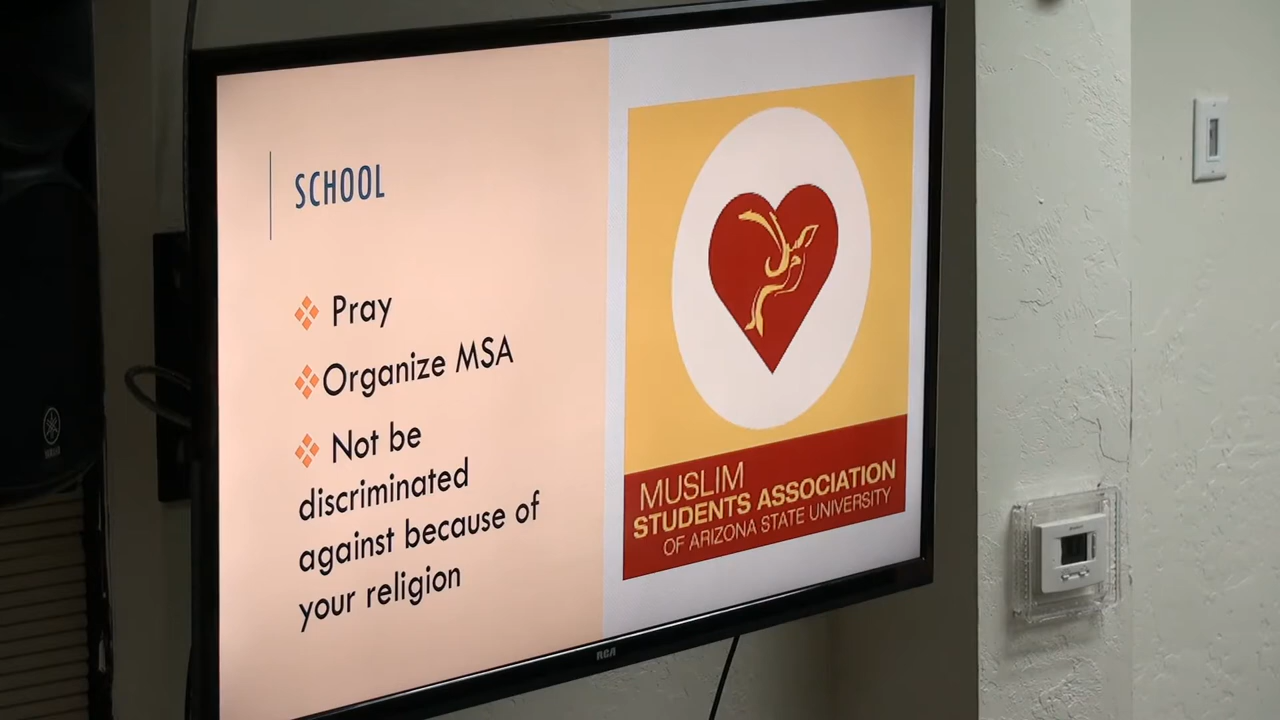 SCHOOL
Pray
Organize MSA
Not be
discriminated
against because of
your religion
MUSLIM
STUDENTS ASSOCIATION
OF ARIZONA STATE UNIVERSITY
RCA